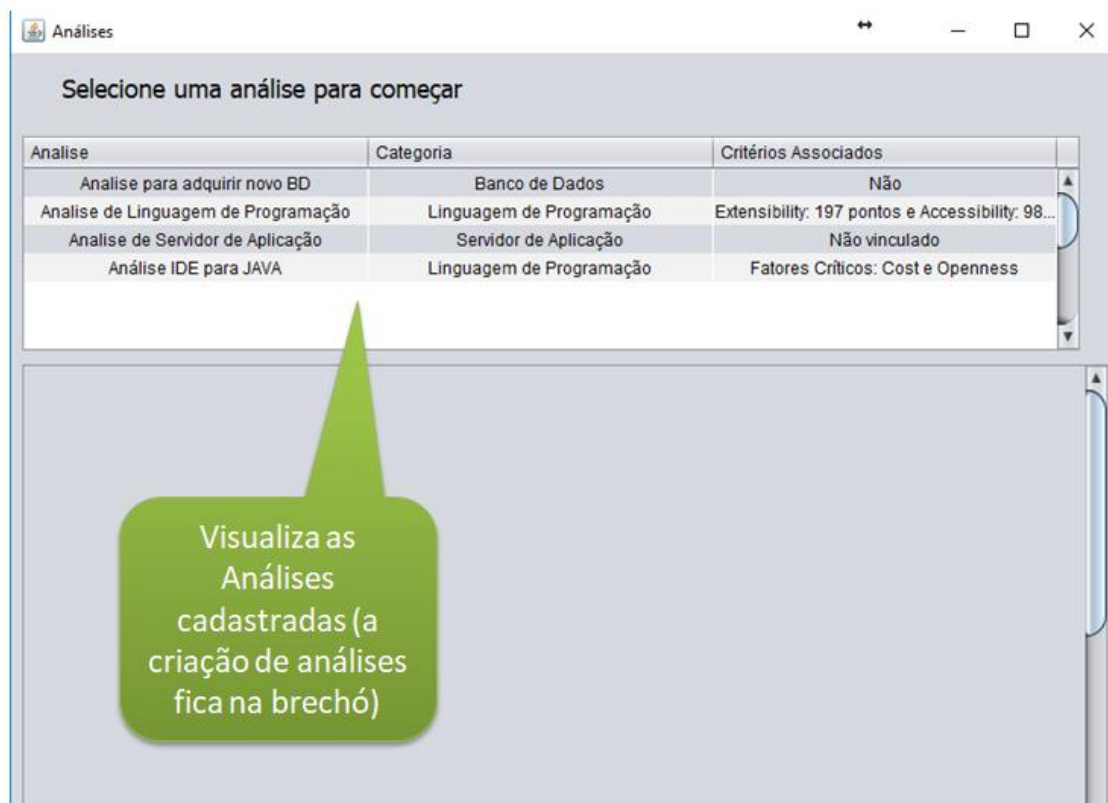 Análises
Selecione uma análise para começar
Analise Categoria Critérios Associados
Analise para adquirir novo BD Banco de Dados Não
Analise de Linguagem de Programação Linguagem de Programação Extensibility: 197 pontos e Accessibility: 98...
Analise de Servidor de Aplicação Servidor de Aplicação Não vinculado
Análise IDE para JAVA Linguagem de Programação Fatores Críticos: Cost e Openness
Visualiza as
Análises
cadastradas (a
criação de análises
fica na brechó)